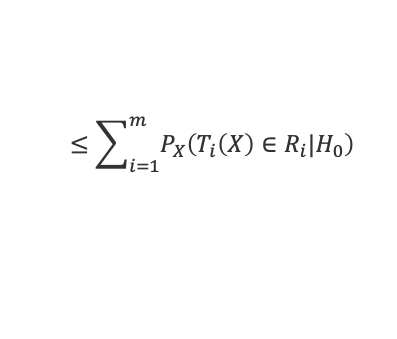 ≤ ∑_{i=1}^{m} P_X(T_i(X) ∈ R_i|H_0)